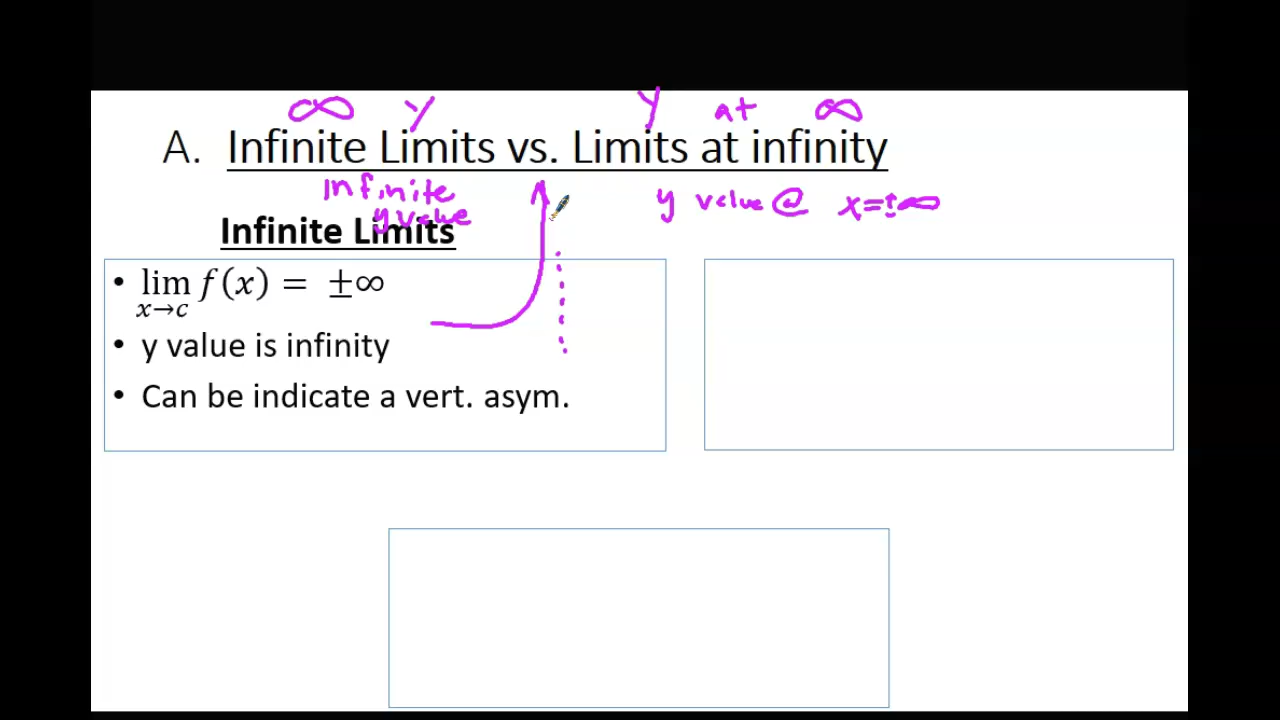 ∞ y y at ∞
A. Infinite Limits vs. Limits at infinity
infinite
y value
y value @ x=±∞
Infinite Limits
• lim f(x) = ±∞
x→c
• y value is infinity
• Can be indicate a vert. asym.